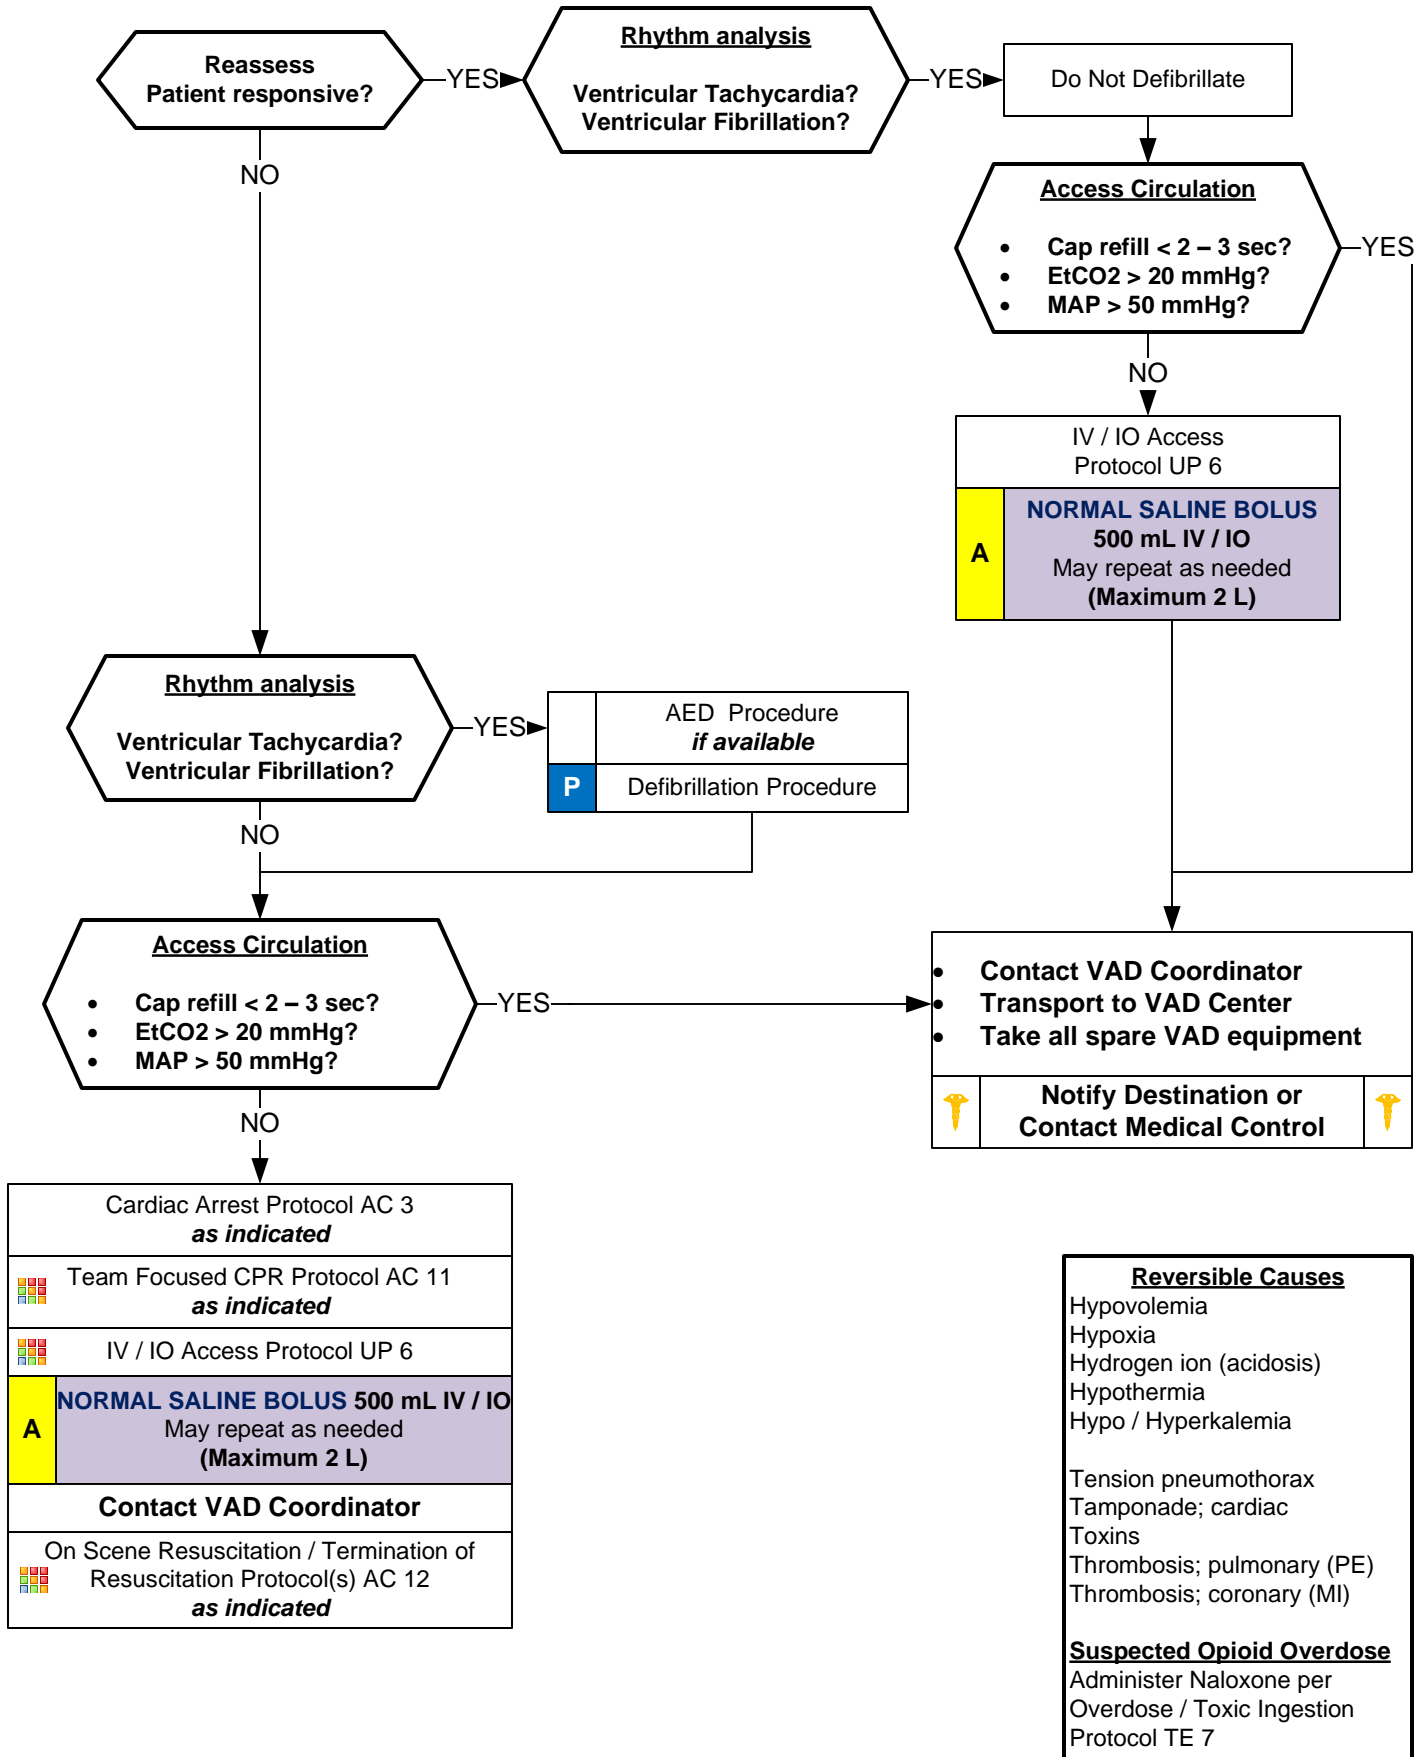 Reassess
Patient responsive?
YES
Rhythm analysis
Ventricular Tachycardia?
Ventricular Fibrillation?
YES
Do Not Defibrillate
NO
Access Circulation
• Cap refill < 2 – 3 sec?
• EtCO2 > 20 mmHg?
• MAP > 50 mmHg?
YES
NO
IV / IO Access
Protocol UP 6
A
NORMAL SALINE BOLUS
500 mL IV / IO
May repeat as needed
(Maximum 2 L)
Rhythm analysis
Ventricular Tachycardia?
Ventricular Fibrillation?
YES
AED Procedure
if available
P
Defibrillation Procedure
NO
Access Circulation
• Cap refill < 2 – 3 sec?
• EtCO2 > 20 mmHg?
• MAP > 50 mmHg?
YES
• Contact VAD Coordinator
• Transport to VAD Center
• Take all spare VAD equipment
Notify Destination or
Contact Medical Control
NO
Cardiac Arrest Protocol AC 3
as indicated
Team Focused CPR Protocol AC 11
as indicated
IV / IO Access Protocol UP 6
A
NORMAL SALINE BOLUS 500 mL IV / IO
May repeat as needed
(Maximum 2 L)
Contact VAD Coordinator
On Scene Resuscitation / Termination of
Resuscitation Protocol(s) AC 12
as indicated
Reversible Causes
Hypovolemia
Hypoxia
Hydrogen ion (acidosis)
Hypothermia
Hypo / Hyperkalemia
Tension pneumothorax
Tamponade; cardiac
Toxins
Thrombosis; pulmonary (PE)
Thrombosis; coronary (MI)
Suspected Opioid Overdose
Administer Naloxone per
Overdose / Toxic Ingestion
Protocol TE 7